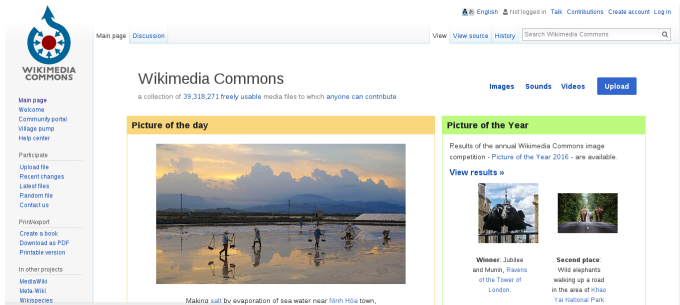 English Not logged in Talk Contributions Create account Log in
Main page Discussion View View source History Search Wikimedia Commons
WIKIMEDIA
COMMONS
Main page
Welcome
Community portal
Village pump
Help center
Participate
Upload file
Recent changes
Latest files
Random file
Contact us
Print/export
Create a book
Download as PDF
Printable version
In other projects
MediaWiki
Meta-Wiki
Wikispecies
Wikimedia Commons
a collection of 39,318,271 freely usable media files to which anyone can contribute
Images Sounds Videos Upload
Picture of the day
Making salt by evaporation of sea water near Ninh Hòa town,
Picture of the Year
Results of the annual Wikimedia Commons image
competition - Picture of the Year 2016 - are available.
View results »
Winner: Jubilee
and Munin, Ravens
of the Tower of
London.
Second place:
Wild elephants
walking up a road
in the area of Khao
Yai National Park